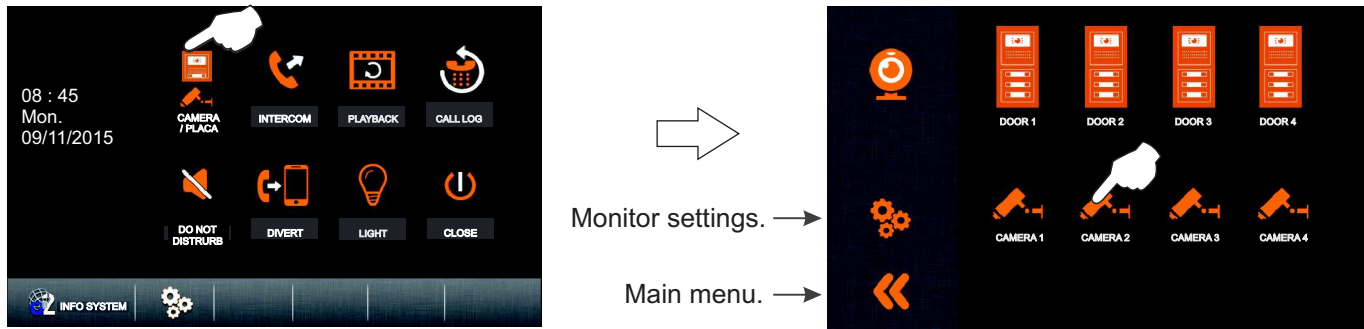 08 : 45
Mon.
09/11/2015
CAMERA
/ PLACA
INTERCOM
PLAYBACK
CALL LOG
DO NOT
DISTRURB
DIVERT
LIGHT
CLOSE
G2 INFO SYSTEM
Monitor settings.
Main menu.
DOOR 1
DOOR 2
DOOR 3
DOOR 4
CAMERA 1
CAMERA 2
CAMERA 3
CAMERA 4